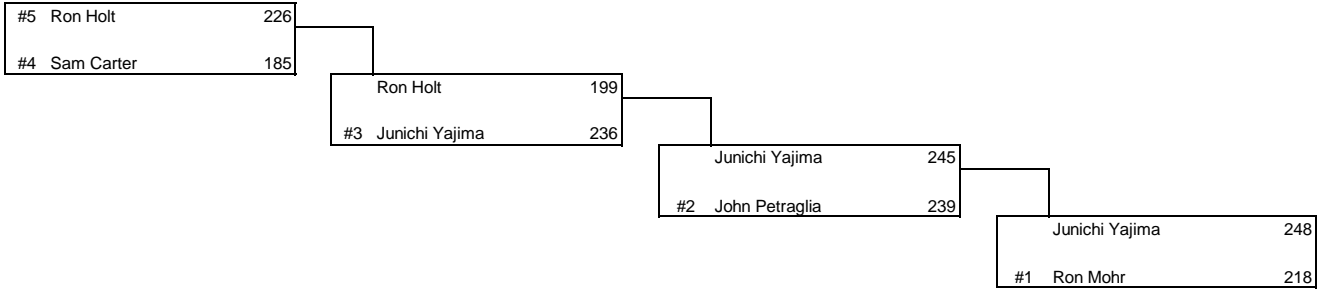 #5 Ron Holt 226
#4 Sam Carter 185
Ron Holt 199
#3 Junichi Yajima 236
Junichi Yajima 245
#2 John Petraglia 239
Junichi Yajima 248
#1 Ron Mohr 218